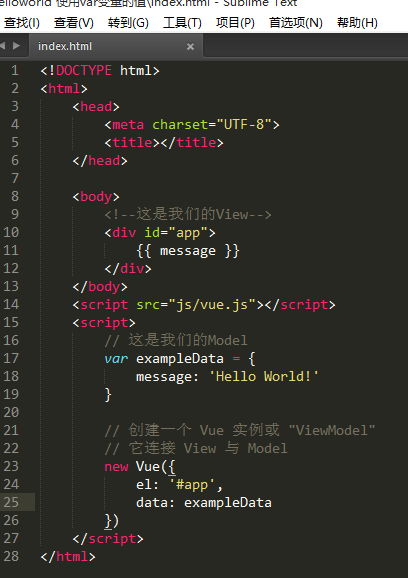 elloworld 使用var变量的值\index.html - Sublime Text
查找(I) 查看(V) 转到(G) 工具(T) 项目(P) 首选项(N) 帮助(H)
index.html ×
1 <!DOCTYPE html>
2 <html>
3 <head>
4 <meta charset="UTF-8">
5 <title></title>
6 </head>
7
8 <body>
9 <!--这是我们的View-->
10 <div id="app">
11 {{ message }}
12 </div>
13 </body>
14 <script src="js/vue.js"></script>
15 <script>
16 // 这是我们的Model
17 var exampleData = {
18 message: 'Hello World!'
19 }
20
21 // 创建一个 Vue 实例或 "ViewModel"
22 // 它连接 View 与 Model
23 new Vue({
24 el: '#app',
25 data: exampleData
26 })
27 </script>
28 </html>